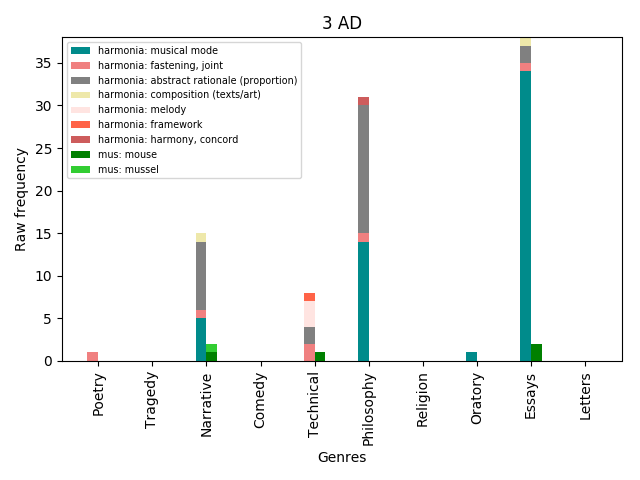 3 AD
harmonia: musical mode
harmonia: fastening, joint
harmonia: abstract rationale (proportion)
harmonia: composition (texts/art)
harmonia: melody
harmonia: framework
harmonia: harmony, concord
mus: mouse
mus: mussel
Raw frequency
35
30
25
20
15
10
5
0
Poetry
Tragedy
Narrative
Comedy
Technical
Philosophy
Religion
Oratory
Essays
Letters
Genres